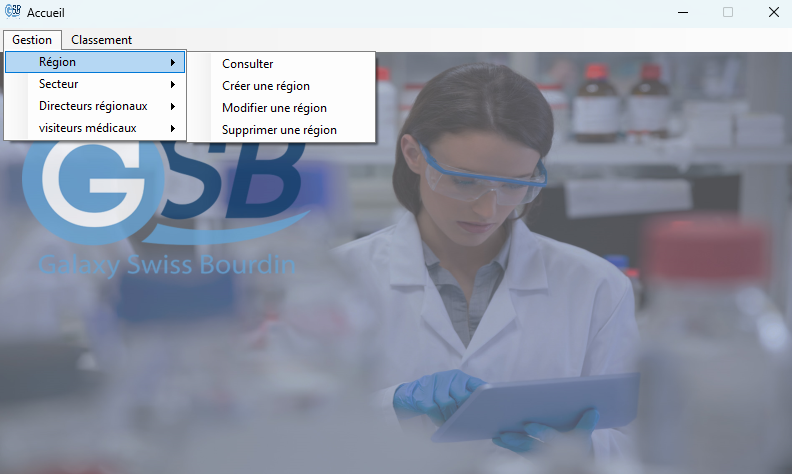 GSB Accueil
Gestion Classement
Région
Secteur
Directeurs régionaux
visiteurs médicaux
Consulter
Créer une région
Modifier une région
Supprimer une région
GSB
Galaxy Swiss Bourdin